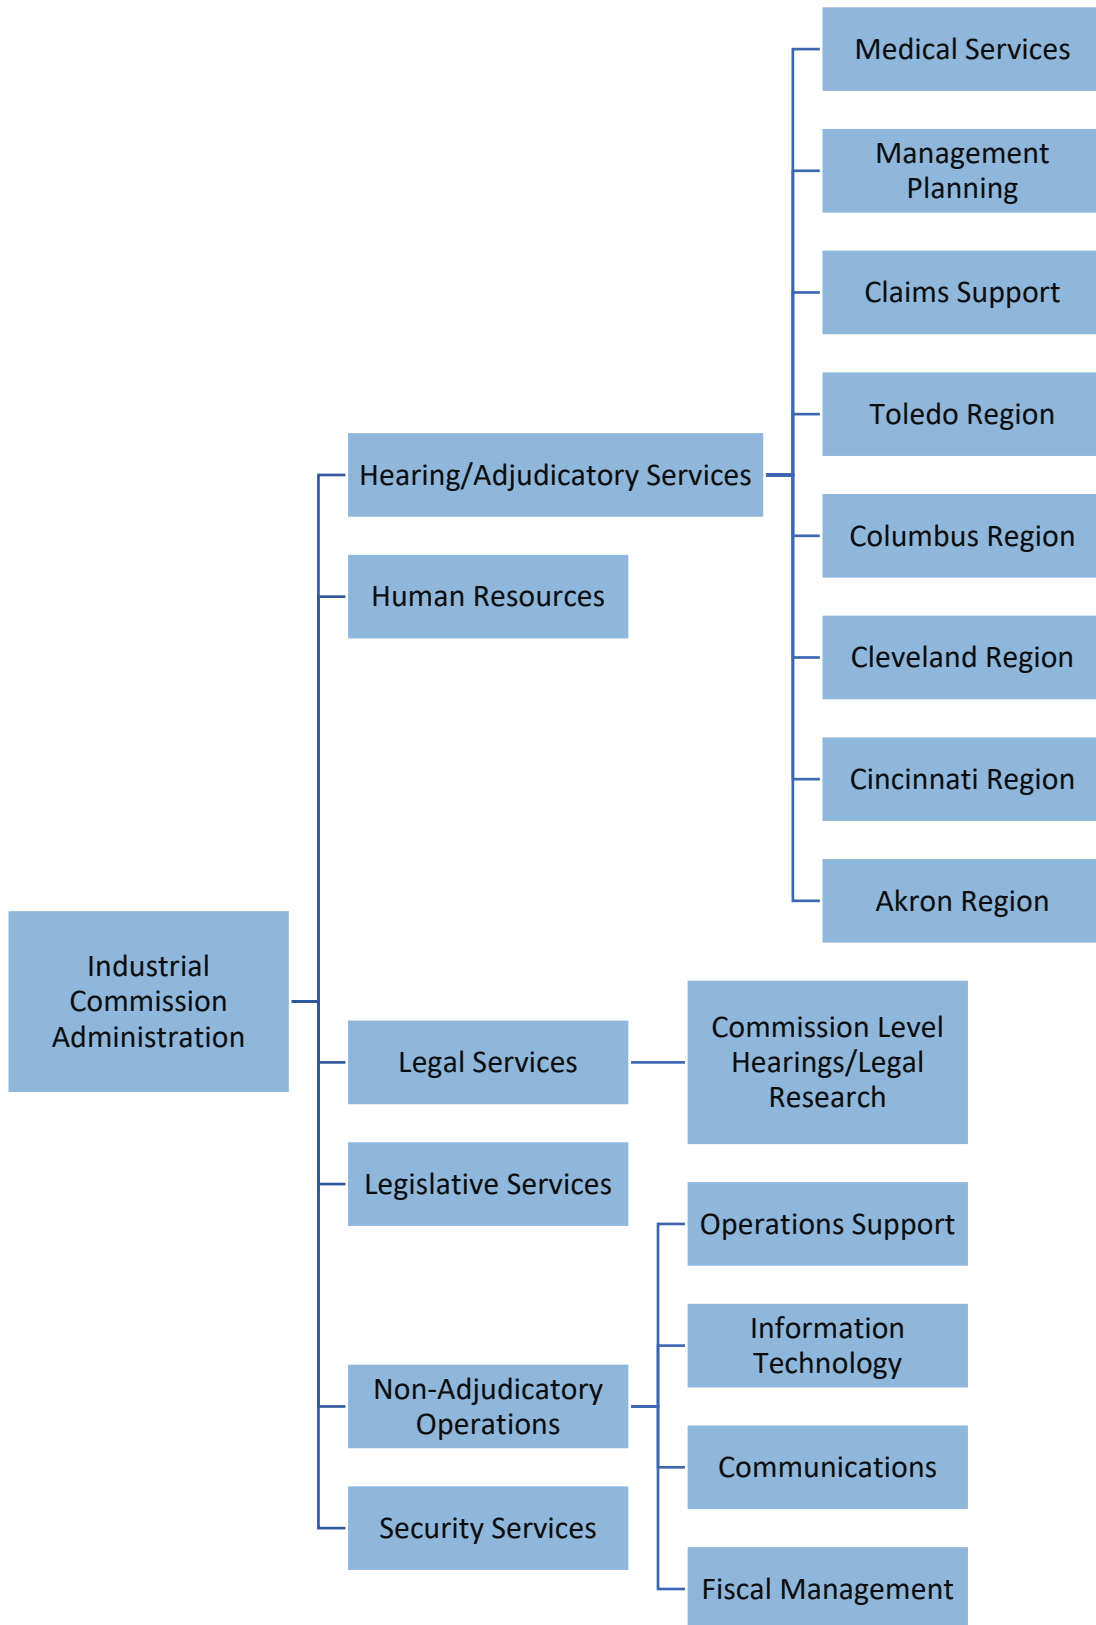 Medical Services
Management
Planning
Claims Support
Toledo Region
Hearing/Adjudicatory Services
Columbus Region
Human Resources
Cleveland Region
Cincinnati Region
Akron Region
Industrial
Commission
Administration
Legal Services
Commission Level
Hearings/Legal
Research
Legislative Services
Operations Support
Information
Technology
Non-Adjudicatory
Operations
Communications
Security Services
Fiscal Management